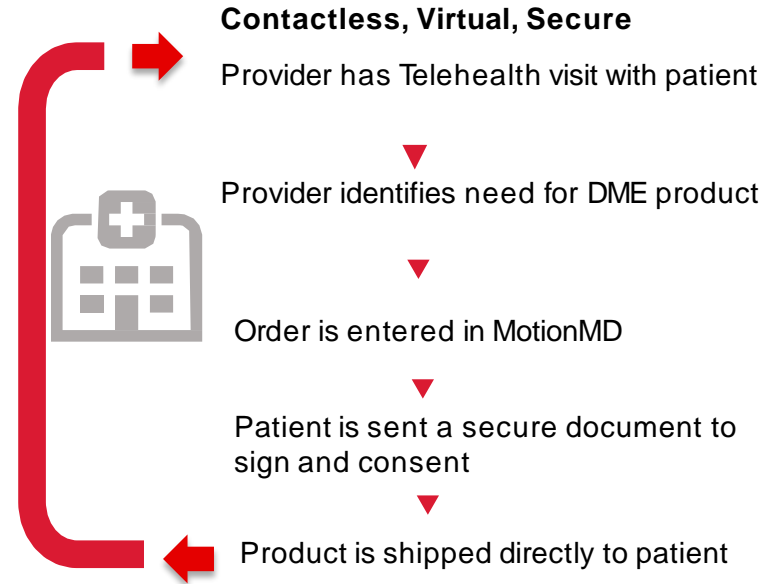 Contactless, Virtual, Secure
Provider has Telehealth visit with patient
Provider identifies need for DME product
Order is entered in MotionMD
Patient is sent a secure document to
sign and consent
Product is shipped directly to patient